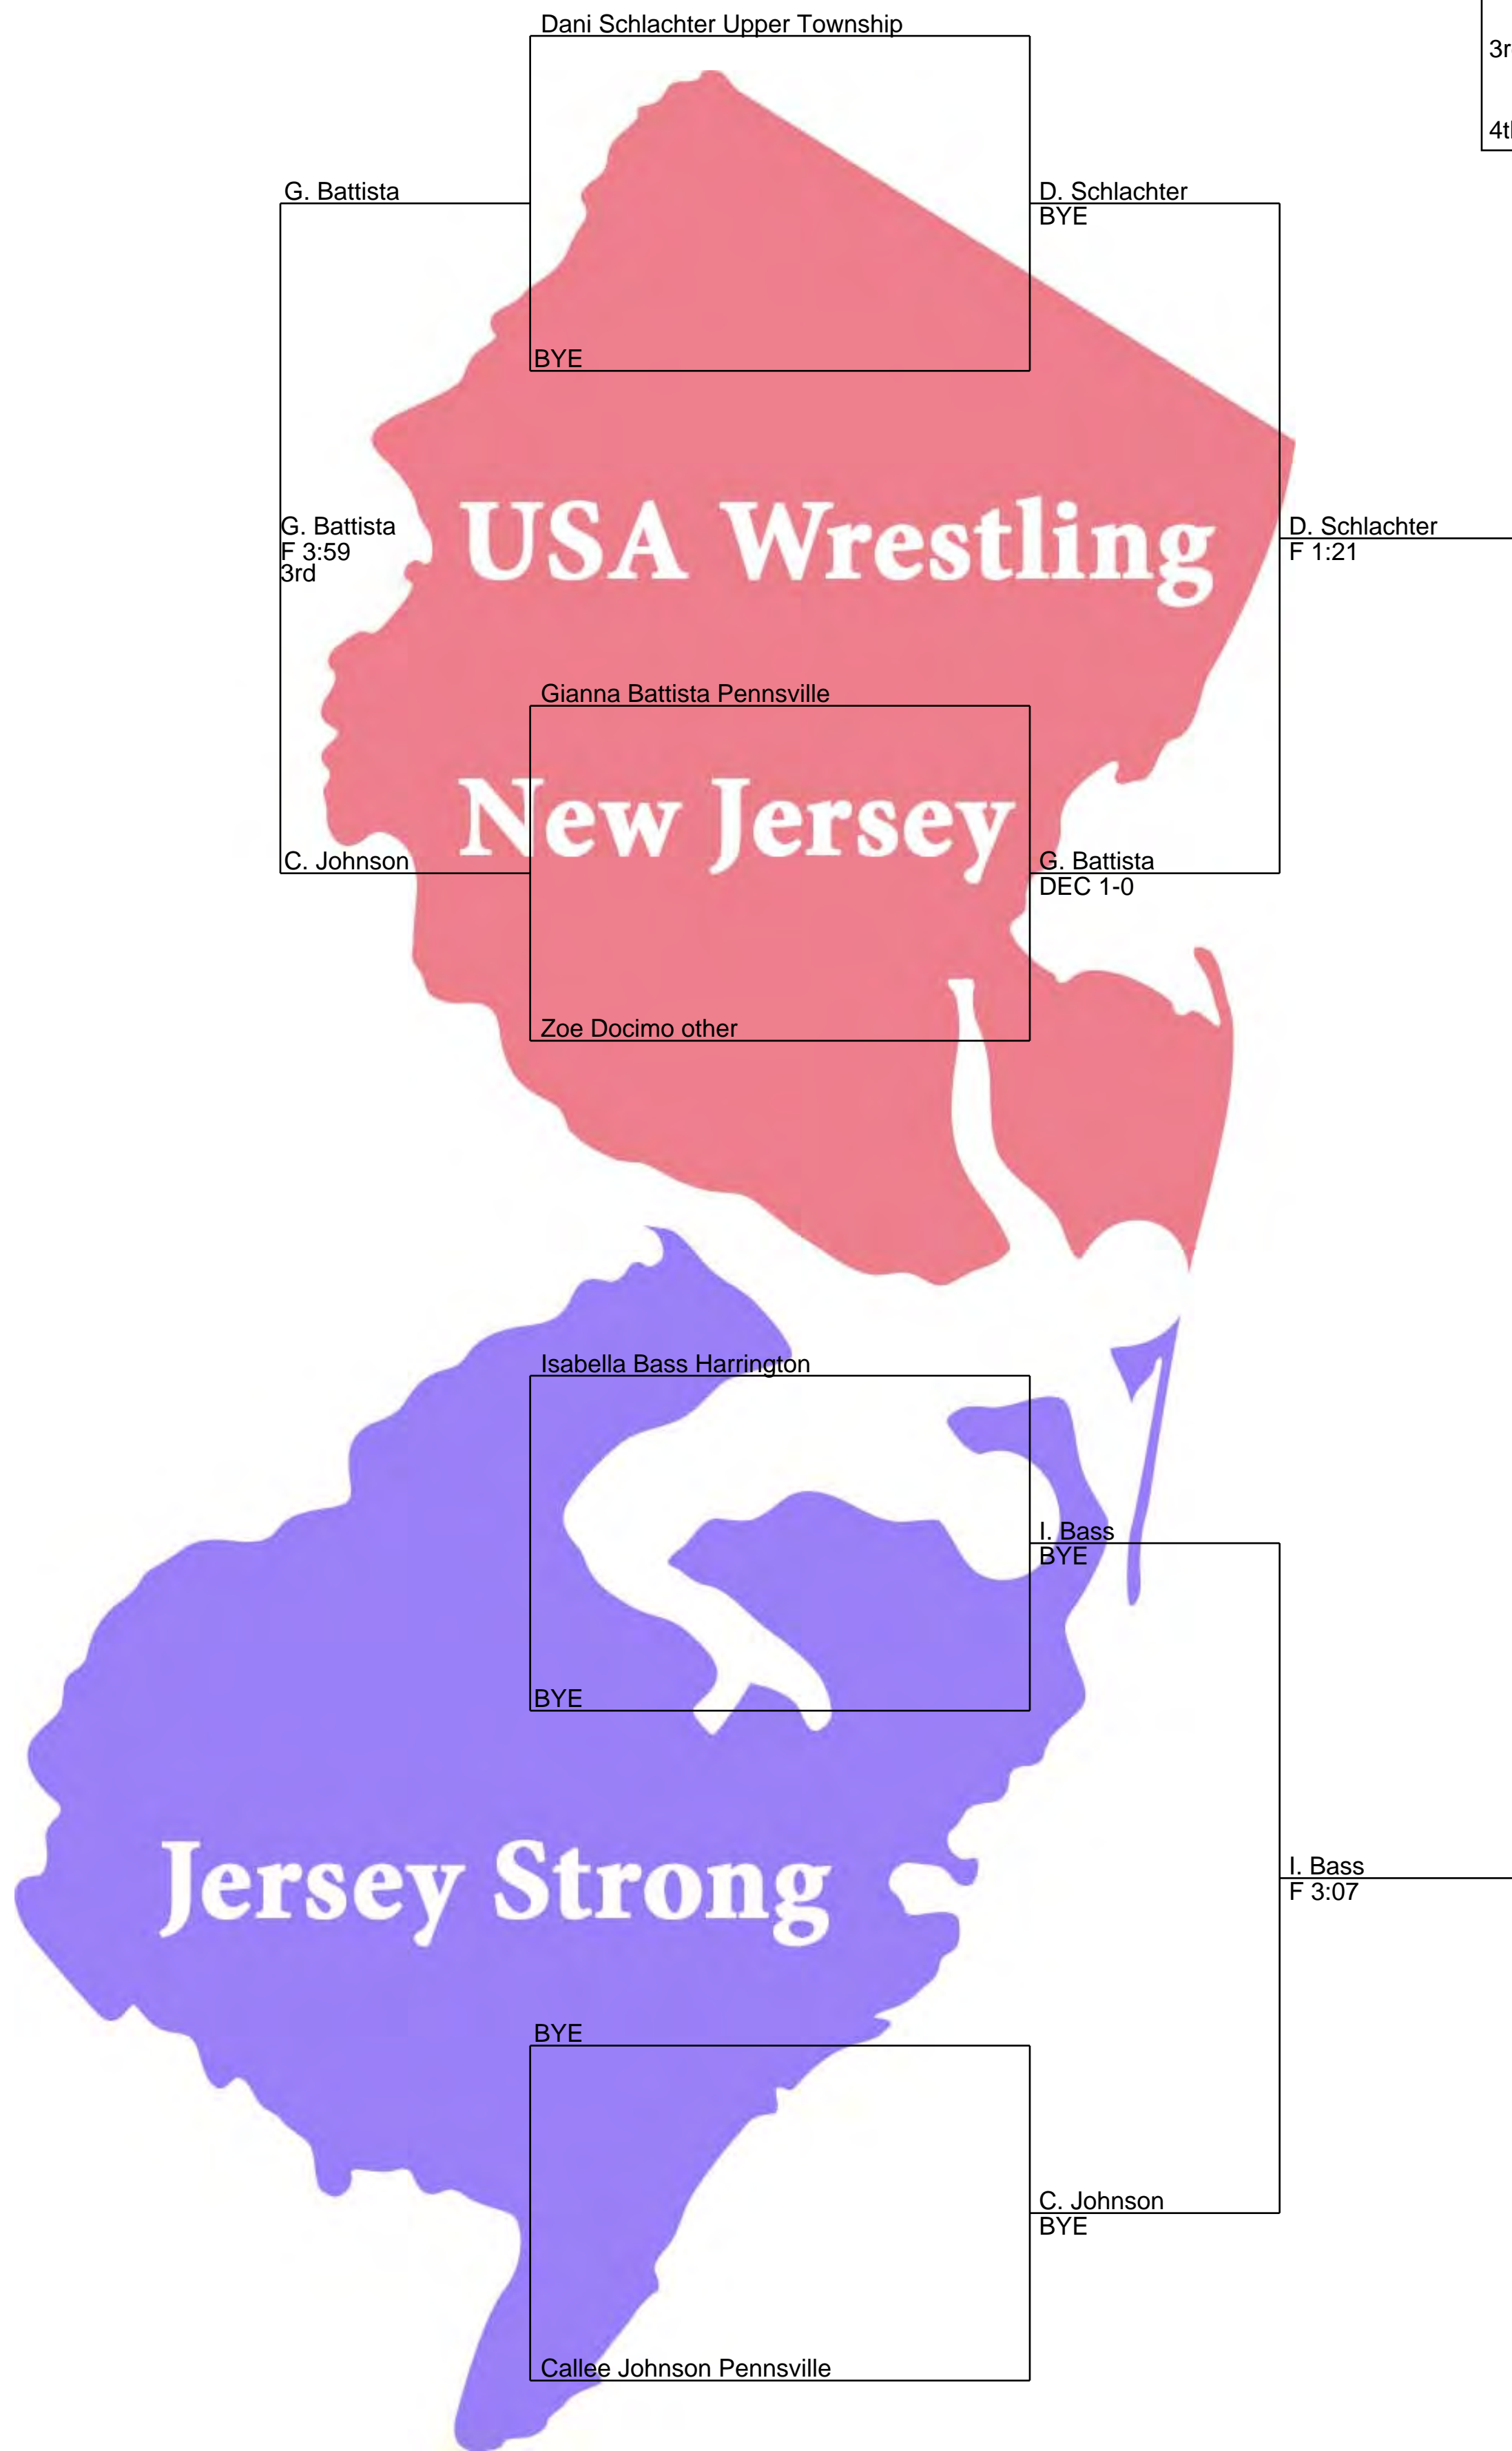 Dani Schlachter Upper Township
3r
4t
G. Battista
D. Schlachter
BYE
BYE
USA Wrestling
G. Battista
F 3:59
3rd
D. Schlachter
F 1:21
Gianna Battista Pennsville
New Jersey
C. Johnson
G. Battista
DEC 1-0
Zoe Docimo other
Isabella Bass Harrington
I. Bass
BYE
BYE
Jersey Strong
I. Bass
F 3:07
BYE
C. Johnson
BYE
Callee Johnson Pennsville